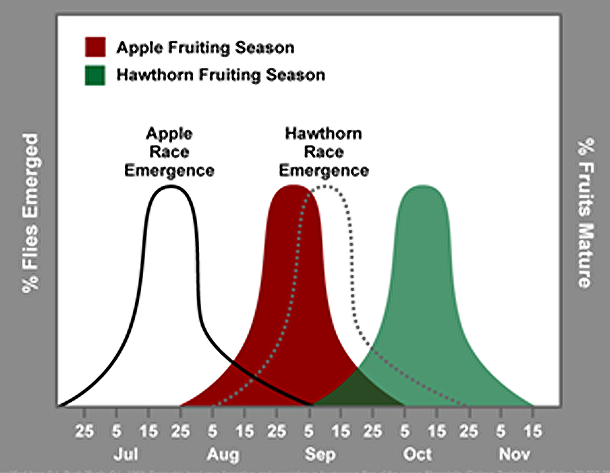 Apple Fruiting Season
Hawthorn Fruiting Season
Apple
Race
Emergence
Hawthorn
Race
Emergence
% Flies Emerged
% Fruits Mature
25 5 15 25 5 15 25 5 15 25 5 15 25 5 15
Jul Aug Sep Oct Nov